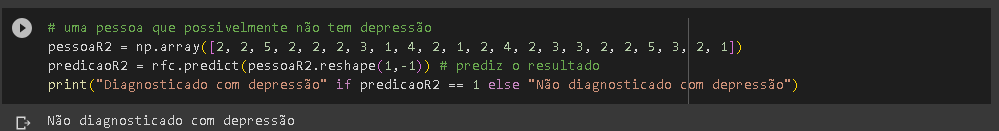 # uma pessoa que possivelmente não tem depressão
pessoaR2 = np.array([2, 2, 5, 2, 2, 2, 3, 1, 4, 2, 1, 2, 4, 2, 3, 3, 2, 2, 5, 3, 2, 1])
predicaoR2 = rfc.predict(pessoaR2.reshape(1,-1)) # prediz o resultado
print("Diagnosticado com depressão" if predicaoR2 == 1 else "Não diagnosticado com depressão")
Não diagnosticado com depressão